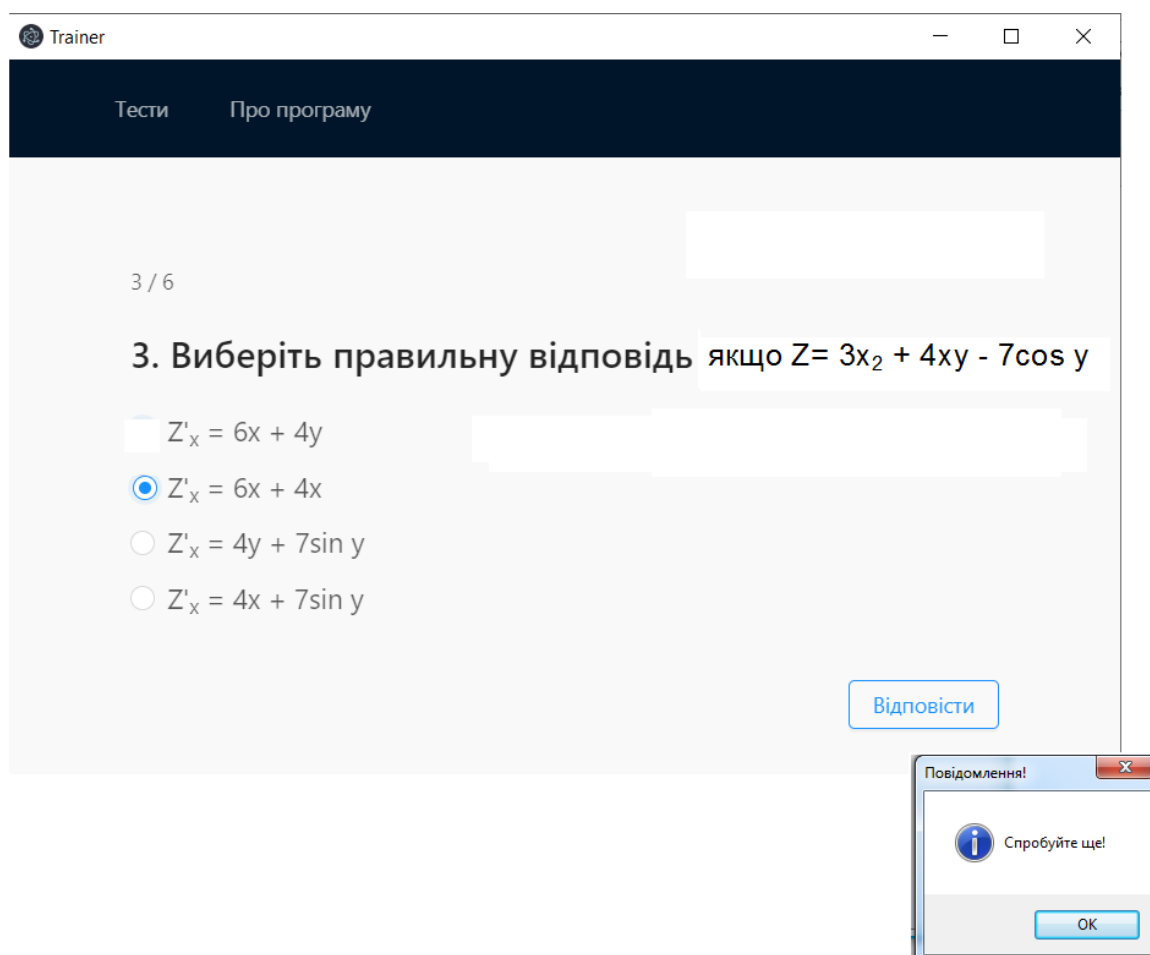 Trainer
Тести Про програму
3 / 6
3. Виберіть правильну відповідь якщо Z= 3x₂ + 4xy - 7cos y
Z'ₓ = 6x + 4y
Z'ₓ = 6x + 4x
Z'ₓ = 4y + 7sin y
Z'ₓ = 4x + 7sin y
Відповісти
Повідомлення!
Спробуйте ще!
OK